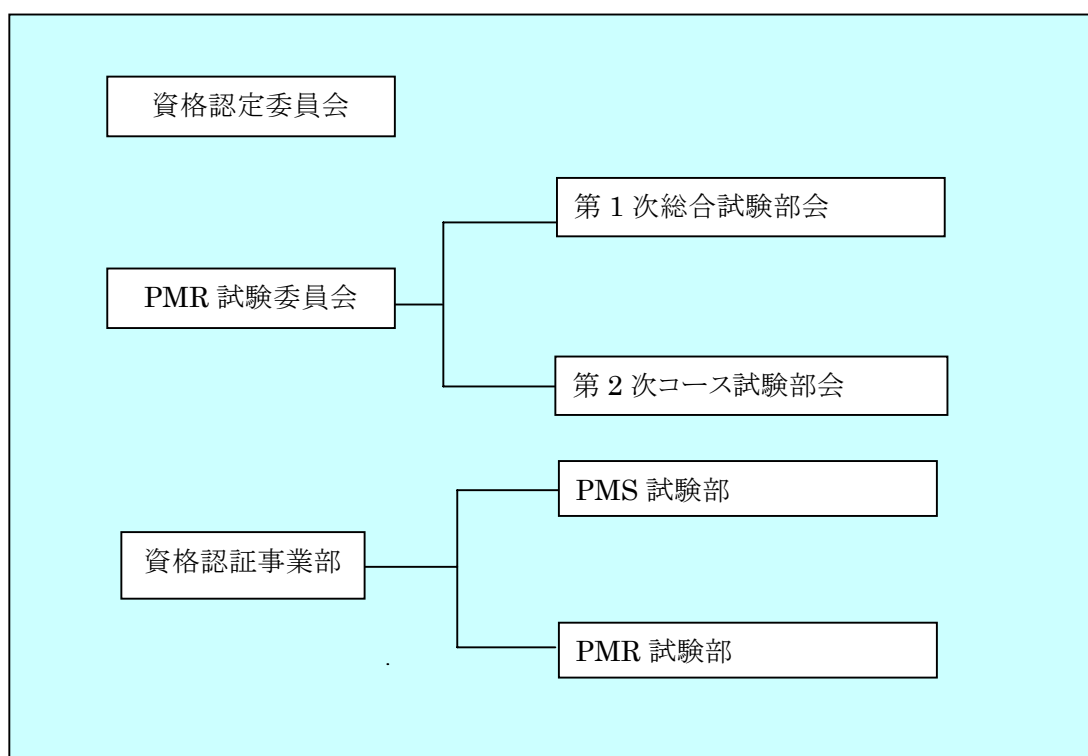 資格認定委員会
第 1 次総合試験部会
PMR 試験委員会
第 2 次コース試験部会
PMS 試験部
資格認証事業部
PMR 試験部